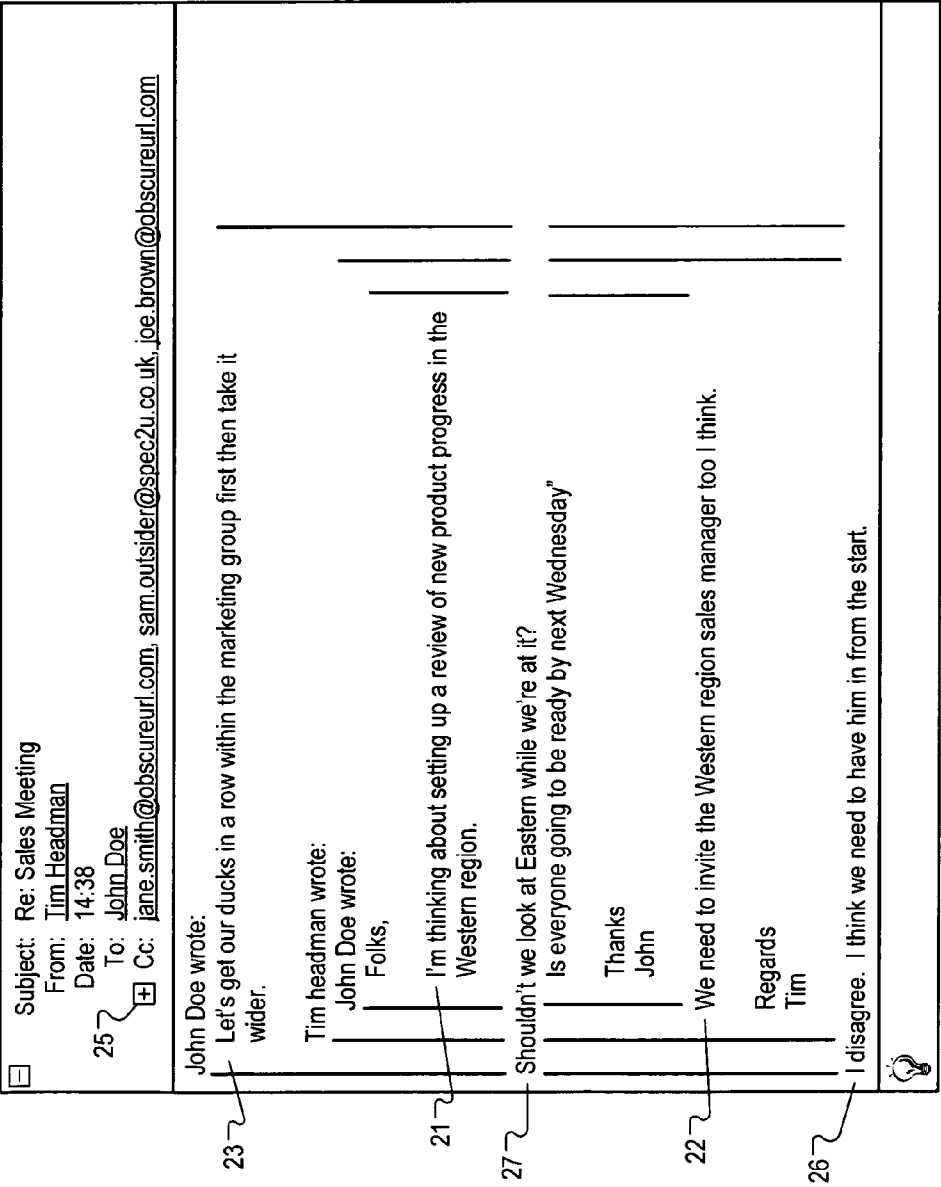 Subject: Re: Sales Meeting
From: Tim Headman
Date: 14:38
To: John Doe
25
Cc: jane.smith@obscureurl.com, sam.outsider@spec2u.co.uk, joe.brown@obscureurl.com
John Doe wrote:
23
Let's get our ducks in a row within the marketing group first then take it
wider.
Tim headman wrote:
John Doe wrote:
Folks,
21
I'm thinking about setting up a review of new product progress in the
Western region.
27
Shouldn't we look at Eastern while we're at it?
Is everyone going to be ready by next Wednesday"
Thanks
John
22
We need to invite the Western region sales manager too I think.
Regards
Tim
26
I disagree. I think we need to have him in from the start.